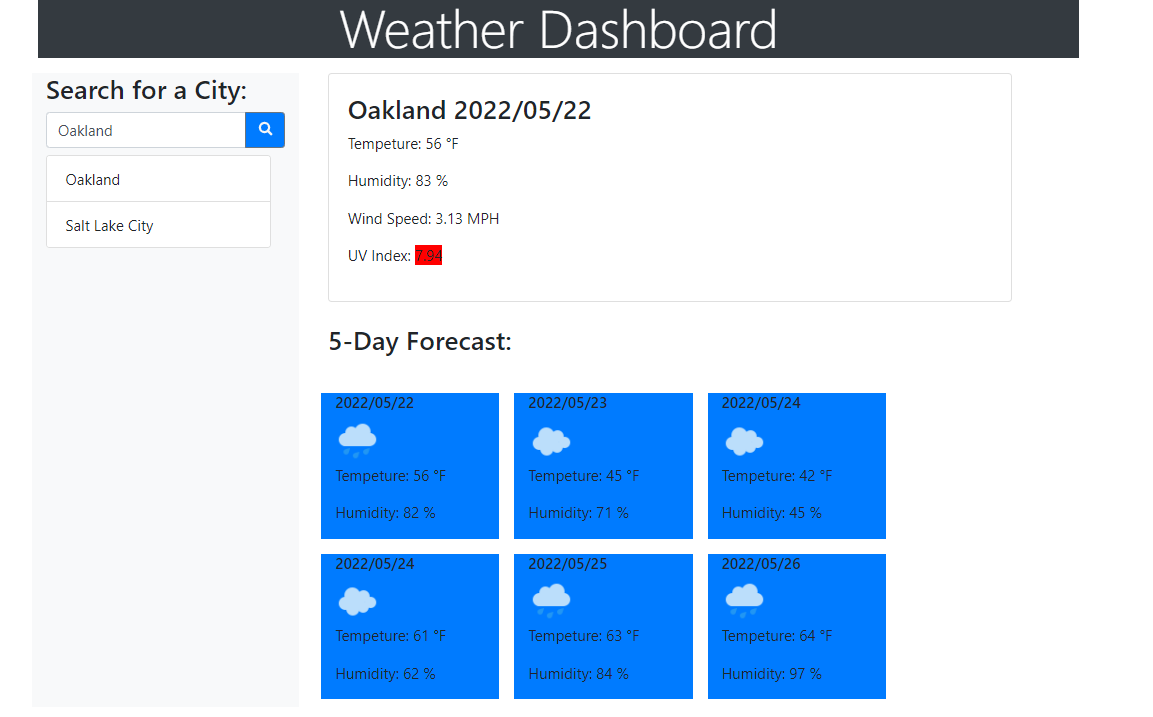 Weather Dashboard
Search for a City:
Oakland
Oakland
Salt Lake City
Oakland 2022/05/22
Tempeture: 56 °F
Humidity: 83 %
Wind Speed: 3.13 MPH
UV Index: 7.94
5-Day Forecast:
2022/05/22
Tempeture: 56 °F
Humidity: 82 %
2022/05/23
Tempeture: 45 °F
Humidity: 71 %
2022/05/24
Tempeture: 42 °F
Humidity: 45 %
2022/05/24
Tempeture: 61 °F
Humidity: 62 %
2022/05/25
Tempeture: 63 °F
Humidity: 84 %
2022/05/26
Tempeture: 64 °F
Humidity: 97 %